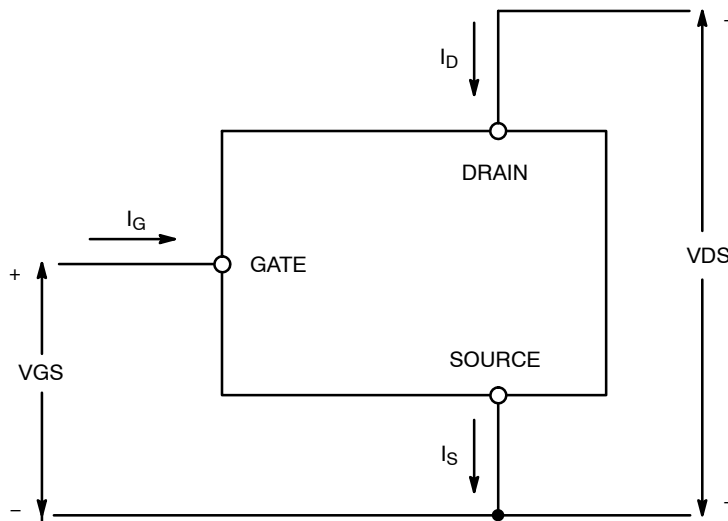 I_D
DRAIN
I_G
+
GATE
VDS
VGS
SOURCE
I_S
−